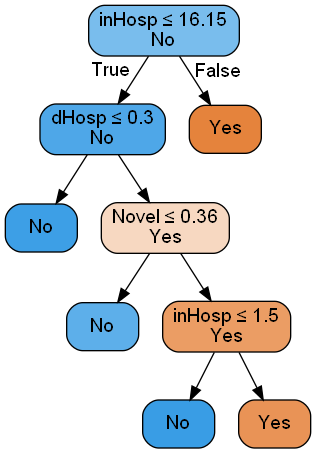 inHosp ≤ 16.15
No
True
False
dHosp ≤ 0.3
No
Yes
No
Novel ≤ 0.36
Yes
No
inHosp ≤ 1.5
Yes
No
Yes